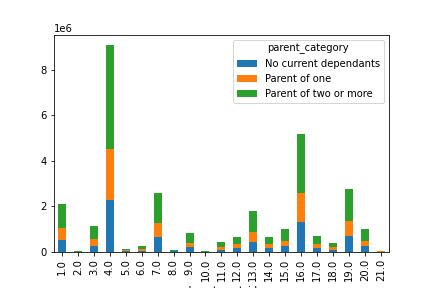 1e6
parent_category
No current dependants
Parent of one
Parent of two or more
8
6
4
2
0
1.0 2.0 3.0 4.0 5.0 6.0 7.0 8.0 9.0 10.0 11.0 12.0 13.0 14.0 15.0 16.0 17.0 18.0 19.0 20.0 21.0